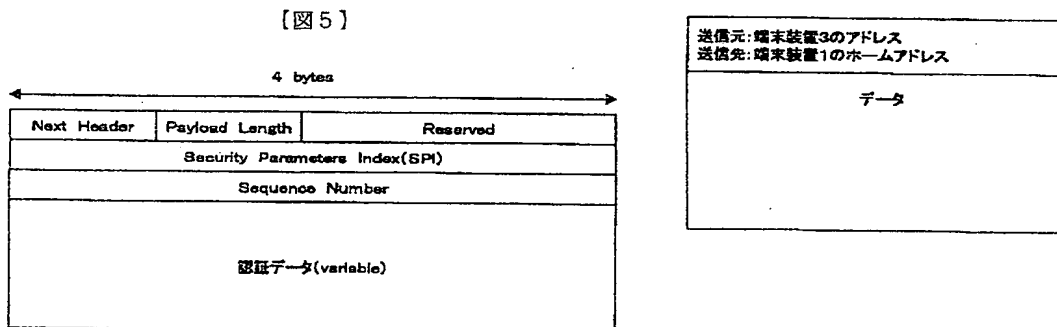 【図5】
4 bytes
Next Header
Payload Length
Reserved
Security Parameters Index(SPI)
Sequence Number
認証データ(variable)
送信元:端末装置3のアドレス
送信先:端末装置1のホームアドレス
データ